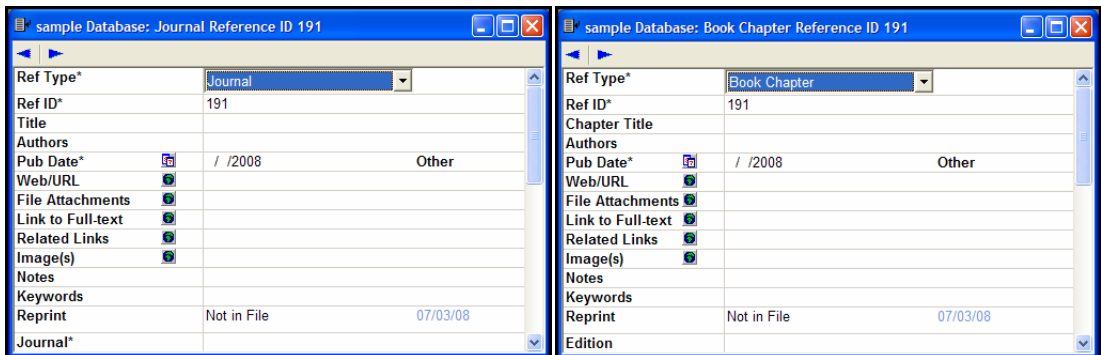 sample Database: Journal Reference ID 191
Ref Type* Journal
Ref ID* 191
Title
Authors
Pub Date* / /2008 Other
Web/URL
File Attachments
Link to Full-text
Related Links
Image(s)
Notes
Keywords
Reprint Not in File 07/03/08
Journal*
sample Database: Book Chapter Reference ID 191
Ref Type* Book Chapter
Ref ID* 191
Chapter Title
Authors
Pub Date* / /2008 Other
Web/URL
File Attachments
Link to Full-text
Related Links
Image(s)
Notes
Keywords
Reprint Not in File 07/03/08
Edition